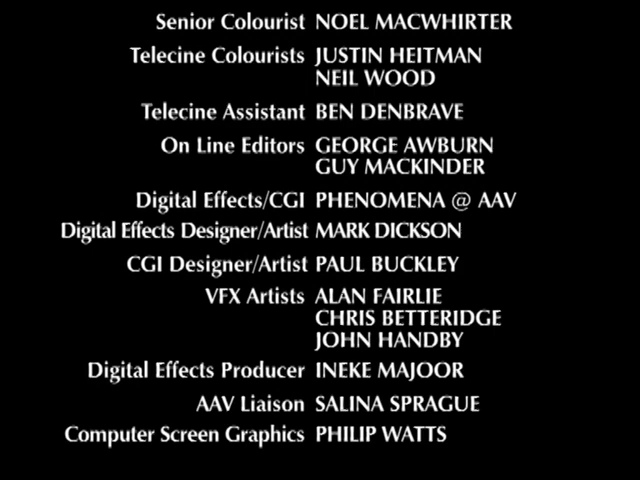 Senior Colourist NOEL MACWHIRTER
Telecine Colourists JUSTIN HEITMAN
NEIL WOOD
Telecine Assistant BEN DENBRAVE
On Line Editors GEORGE AWBURN
GUY MACKINDER
Digital Effects/CGI PHENOMENA @ AAV
Digital Effects Designer/Artist MARK DICKSON
CGI Designer/Artist PAUL BUCKLEY
VFX Artists ALAN FAIRLIE
CHRIS BETTERIDGE
JOHN HANDBY
Digital Effects Producer INEKE MAJOOR
AAV Liaison SALINA SPRAGUE
Computer Screen Graphics PHILIP WATTS